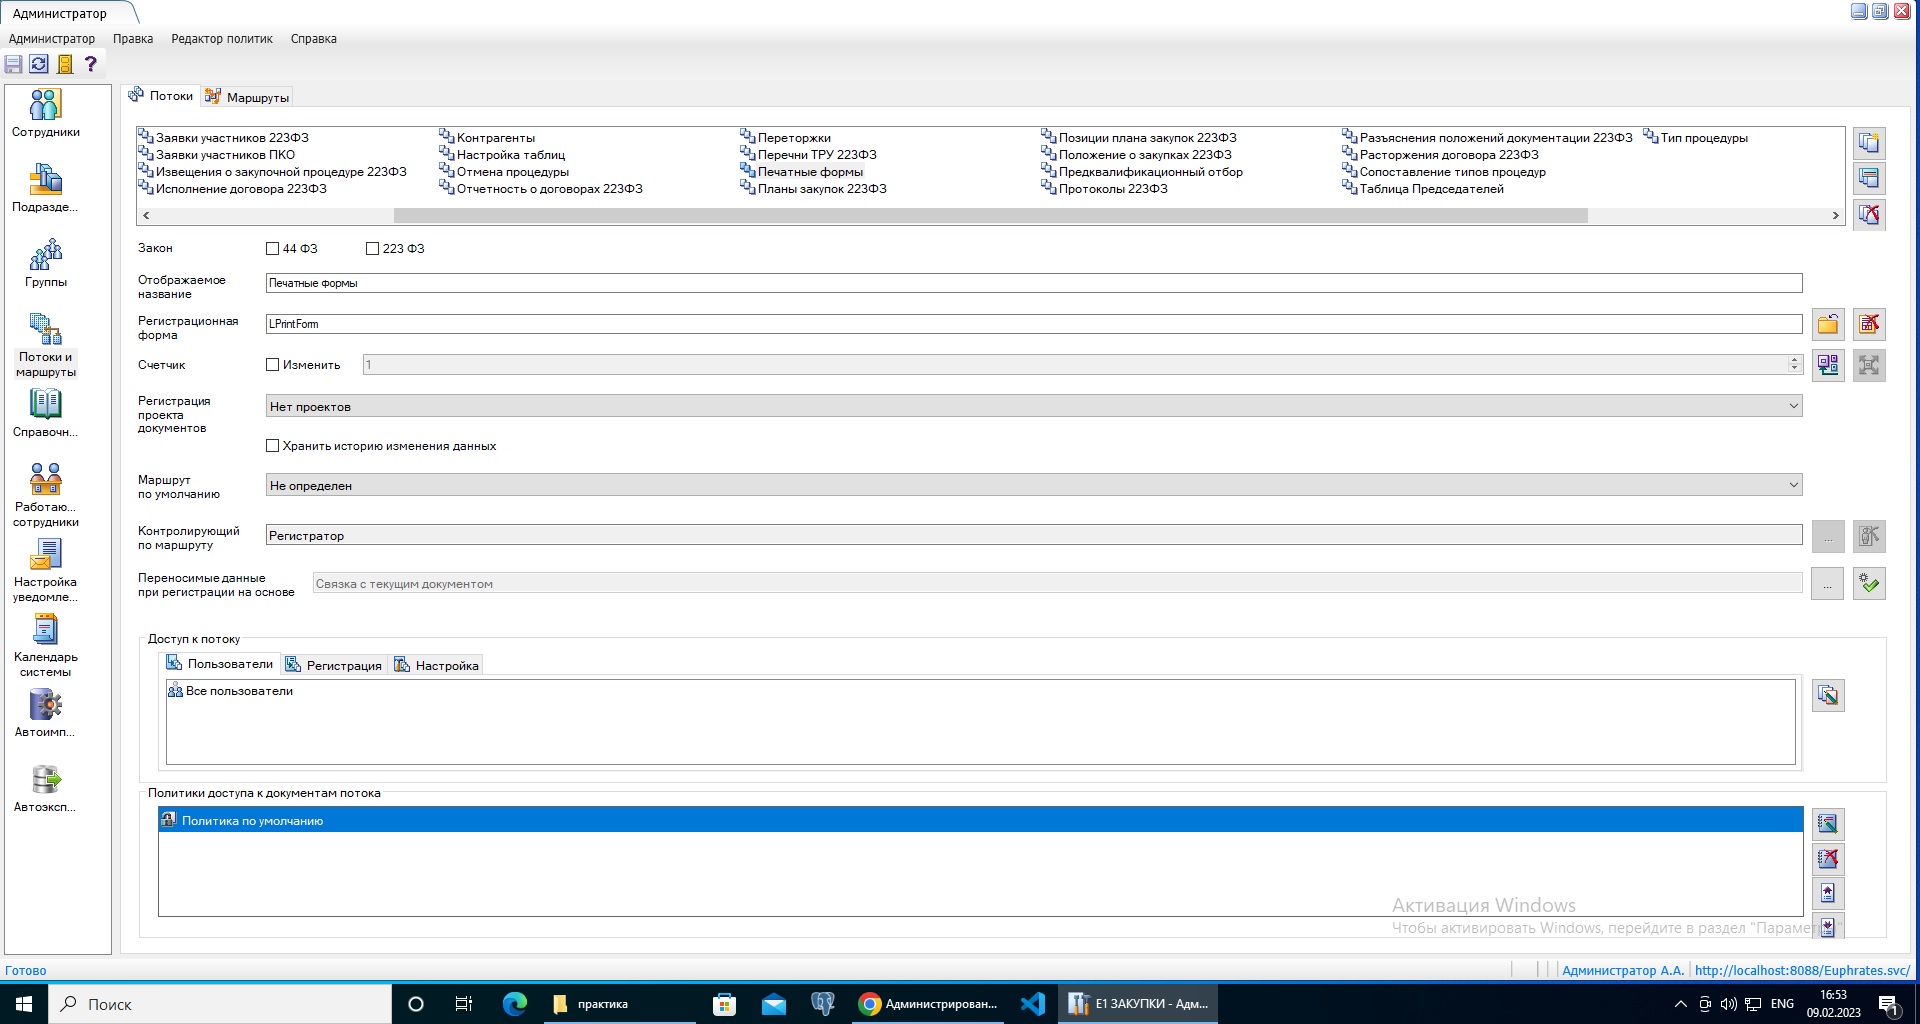 Администратор
Администратор Правка Редактор политик Справка
?
Сотрудники
Подразде...
Группы
Потоки и
маршруты
Справочн...
Работаю...
сотрудники
Настройка
уведомле...
Календарь
системы
Автоимп...
Автоэксп...
Потоки Маршруты
Заявки участников 223ФЗ Контрагенты Переторжки Позиции плана закупок 223ФЗ Разъяснения положений документации 223ФЗ Тип процедуры
Заявки участников ПКО Настройка таблиц Перечни ТРУ 223ФЗ Положение о закупках 223ФЗ Расторжения договора 223ФЗ
Извещения о закупочной процедуре 223ФЗ Отмена процедуры Печатные формы Предквалификационный отбор Сопоставление типов процедур
Исполнение договора 223ФЗ Отчетность о договорах 223ФЗ Планы закупок 223ФЗ Протоколы 223ФЗ Таблица Председателей
Закон 44 ФЗ 223 ФЗ
Отображаемое
название
Печатные формы
Регистрационная
форма
LPrintForm
Счетчик Изменить 1
Регистрация
проекта
документов
Нет проектов
Хранить историю изменения данных
Маршрут
по умолчанию
Не определен
Контролирующий
по маршруту
Регистратор
...
Переносимые данные
при регистрации на основе
Связка с текущим документом
...
Доступ к потоку
Пользователи Регистрация Настройка
Все пользователи
Политики доступа к документам потока
Политика по умолчанию
Активация Windows
Чтобы активировать Windows, перейдите в раздел "Параметры"
Готово Администратор А.А. http://localhost:8088/Euphrates.svc/
Поиск практика Администрирован... Е1 ЗАКУПКИ - Адм... ENG 16:53
09.02.2023
1